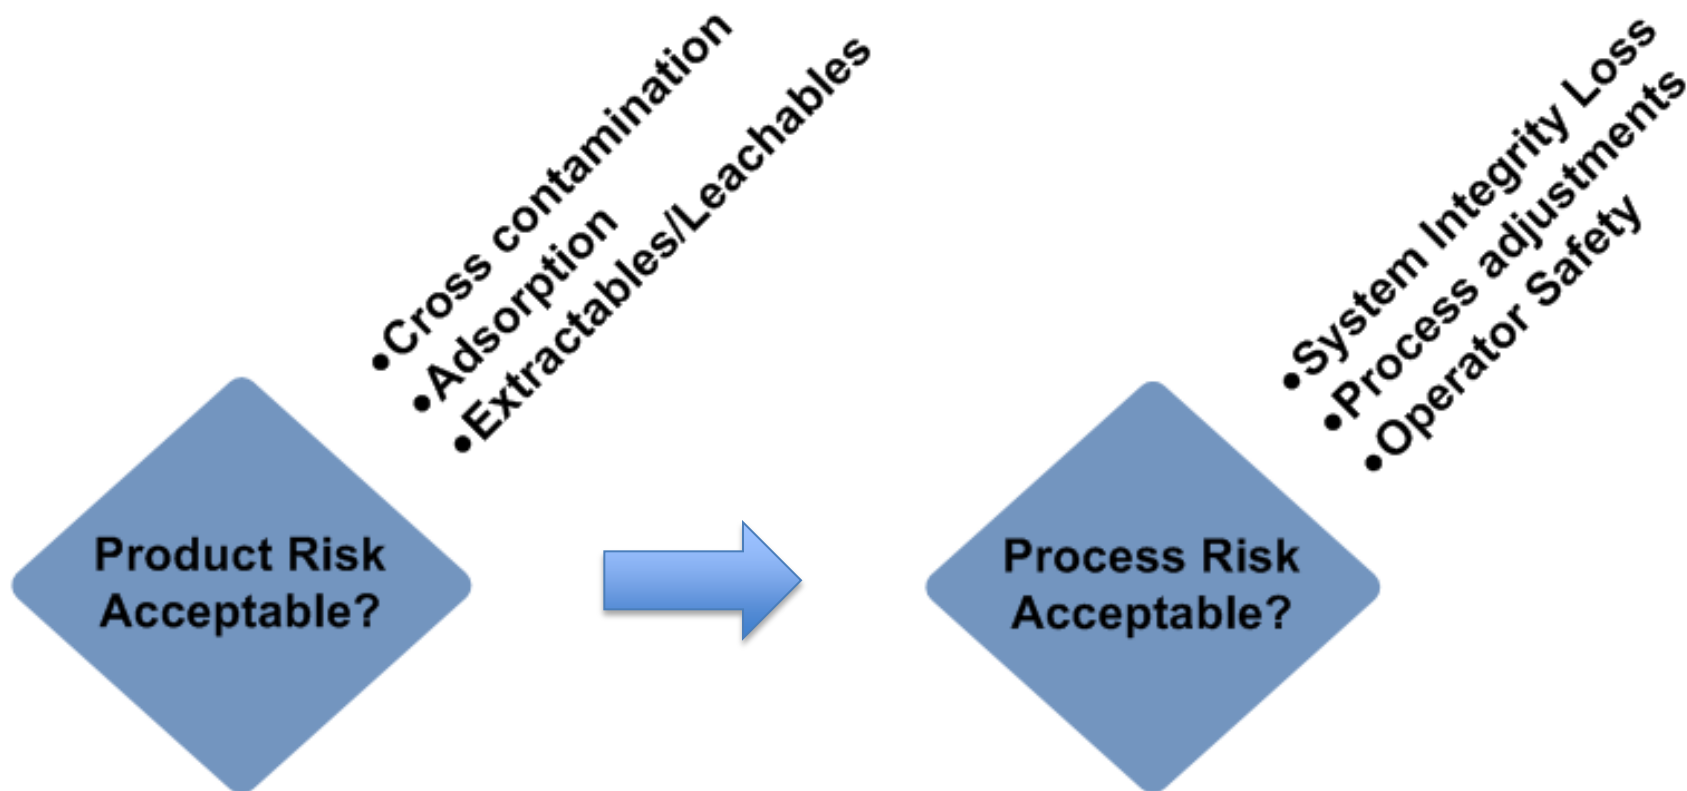 •Cross contamination
•Adsorption
•Extractables/Leachables
Product Risk
Acceptable?
•System Integrity Loss
•Process adjustments
•Operator Safety
Process Risk
Acceptable?